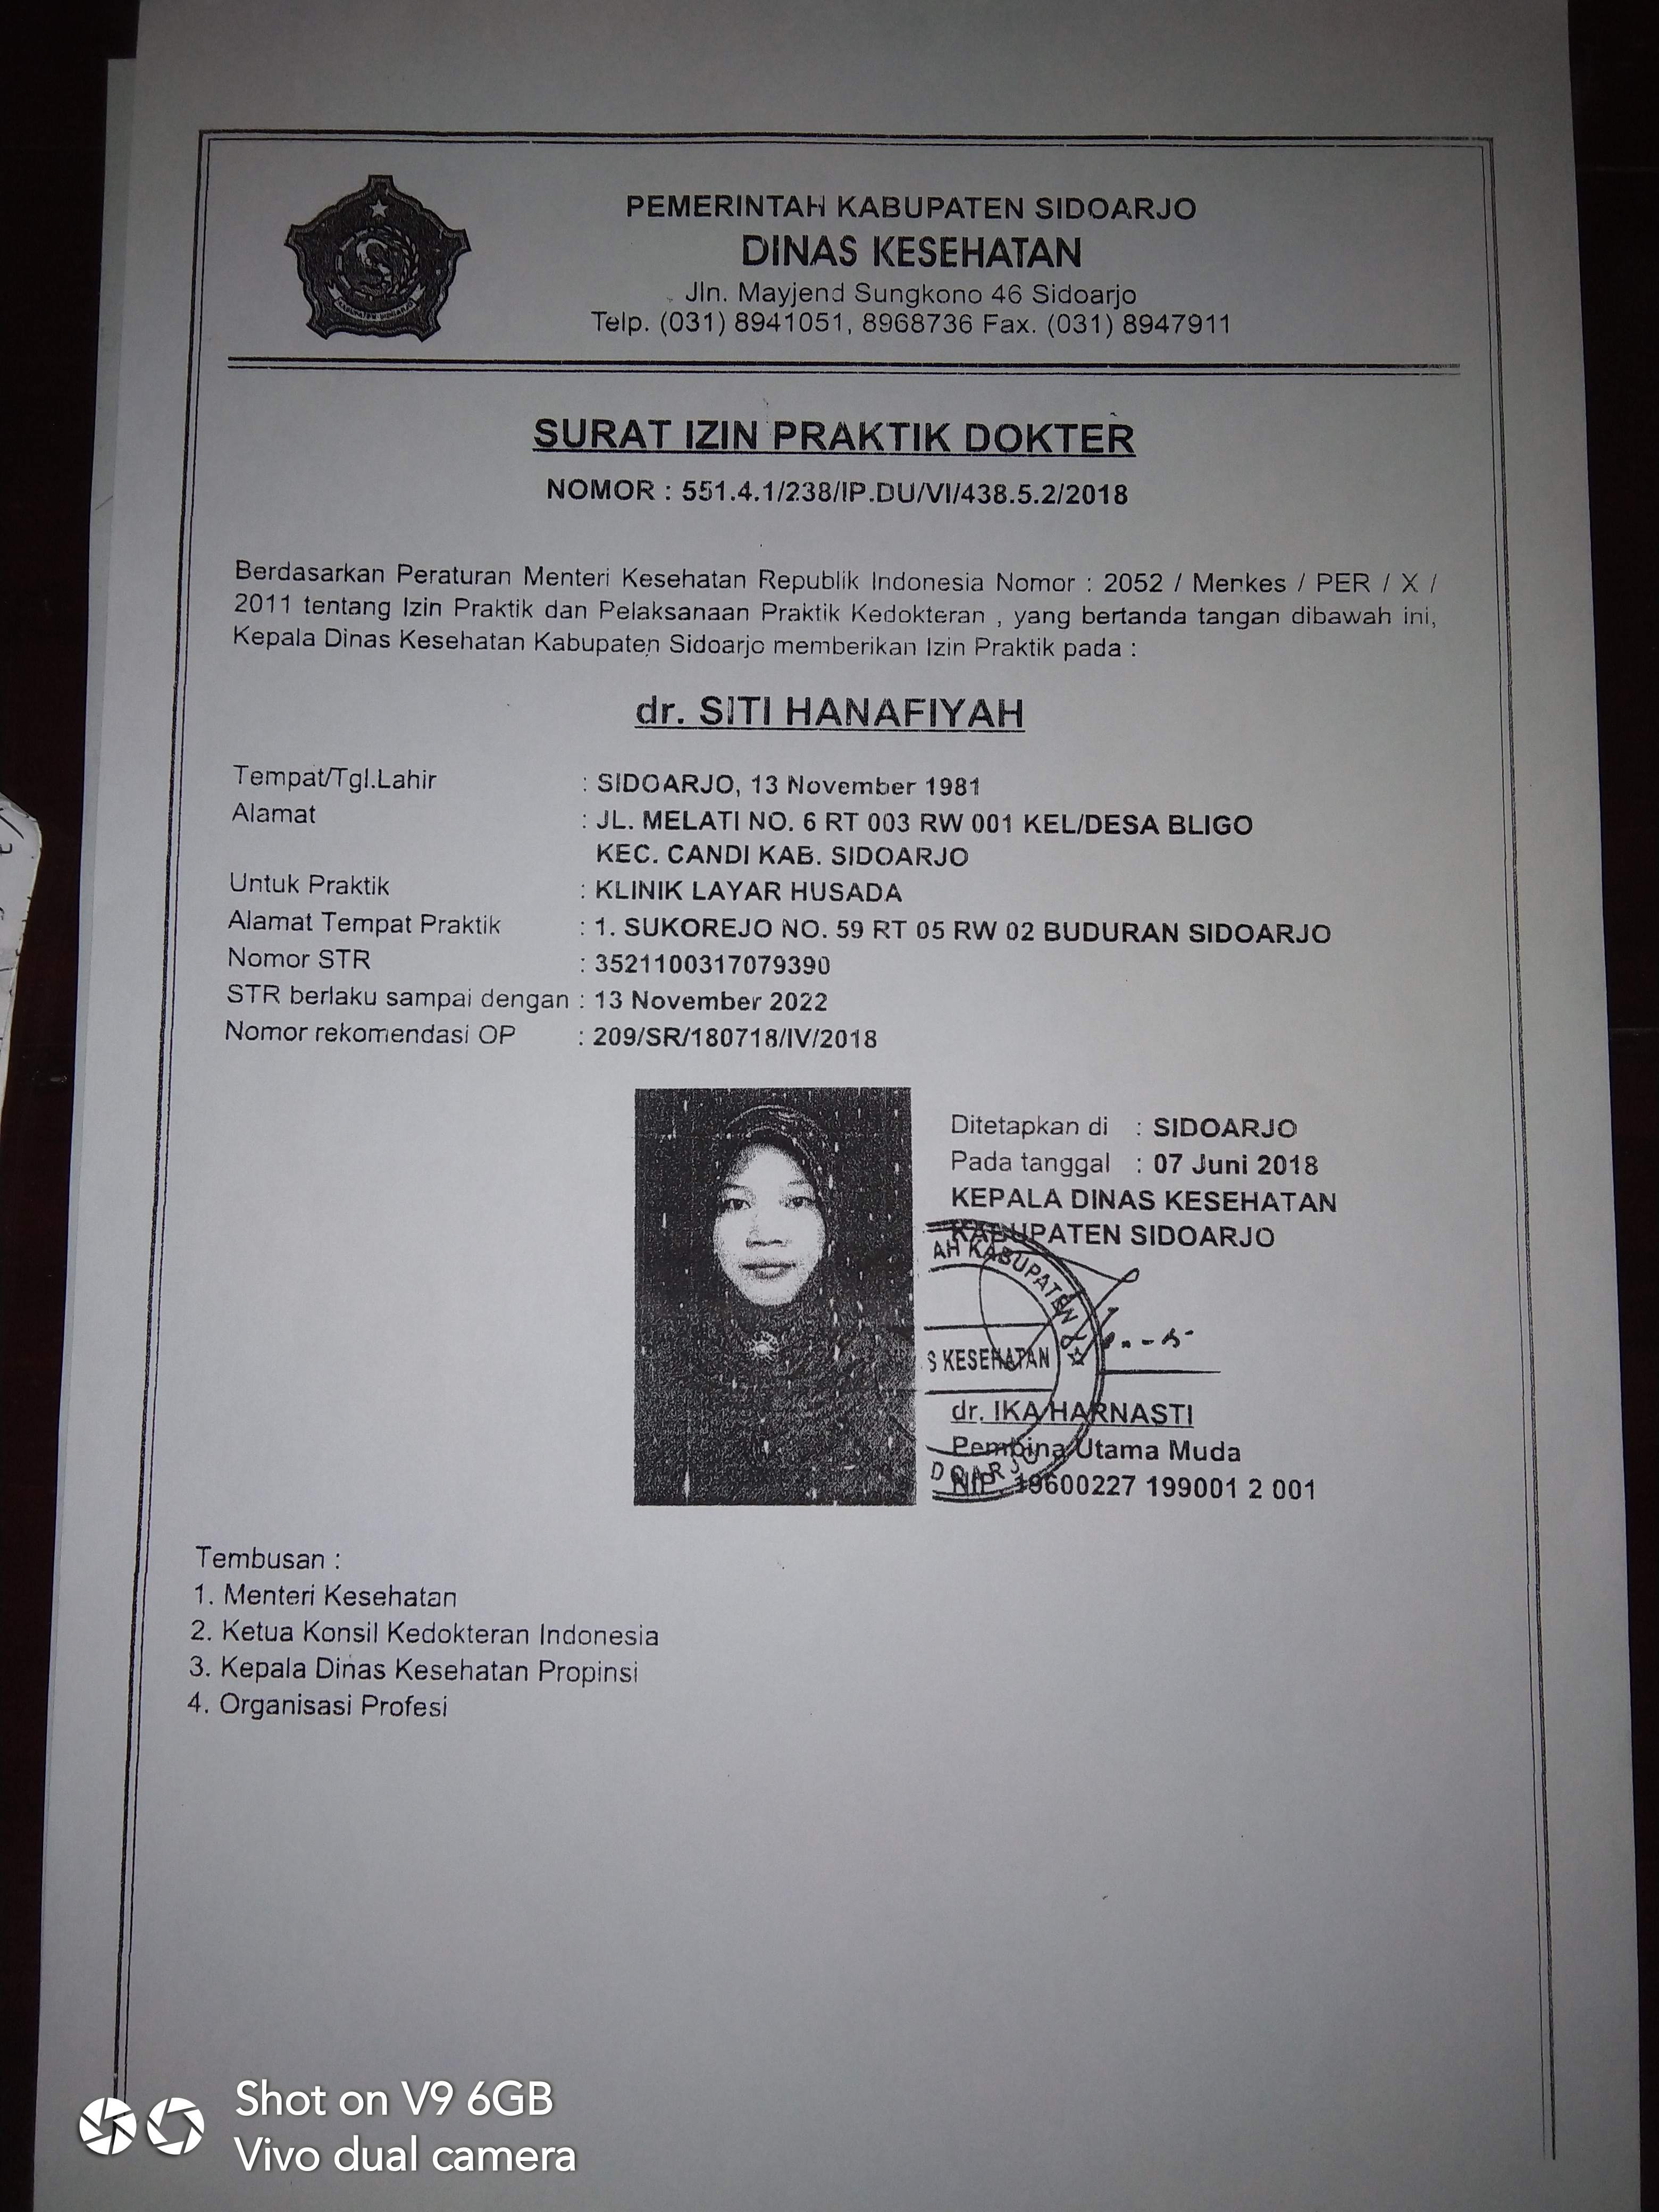 PEMERINTAH KABUPATEN SIDOARJO
DINAS KESEHATAN
Jln. Mayjend Sungkono 46 Sidoarjo
Telp. (031) 8941051, 8968736 Fax. (031) 8947911
SURAT IZIN PRAKTIK DOKTER
NOMOR : 551.4.1/238/IP.DU/VI/438.5.2/2018
Berdasarkan Peraturan Menteri Kesehatan Republik Indonesia Nomor : 2052 / Menkes / PER / X /
2011 tentang Izin Praktik dan Pelaksanaan Praktik Kedokteran , yang bertanda tangan dibawah ini,
Kepala Dinas Kesehatan Kabupaten Sidoarjo memberikan Izin Praktik pada :
dr. SITI HANAFIYAH
Tempat/Tgl.Lahir : SIDOARJO, 13 November 1981
Alamat : JL. MELATI NO. 6 RT 003 RW 001 KEL/DESA BLIGO
KEC. CANDI KAB. SIDOARJO
Untuk Praktik : KLINIK LAYAR HUSADA
Alamat Tempat Praktik : 1. SUKOREJO NO. 59 RT 05 RW 02 BUDURAN SIDOARJO
Nomor STR : 3521100317079390
STR berlaku sampai dengan : 13 November 2022
Nomor rekomendasi OP : 209/SR/180718/IV/2018
Ditetapkan di : SIDOARJO
Pada tanggal : 07 Juni 2018
KEPALA DINAS KESEHATAN
KABUPATEN SIDOARJO
AH KABUPATEN
S KESEHATAN
DOARJO
dr. IKA HARNASTI
Pembina Utama Muda
NIP. 19600227 199001 2 001
Tembusan :
1. Menteri Kesehatan
2. Ketua Konsil Kedokteran Indonesia
3. Kepala Dinas Kesehatan Propinsi
4. Organisasi Profesi
Shot on V9 6GB
Vivo dual camera